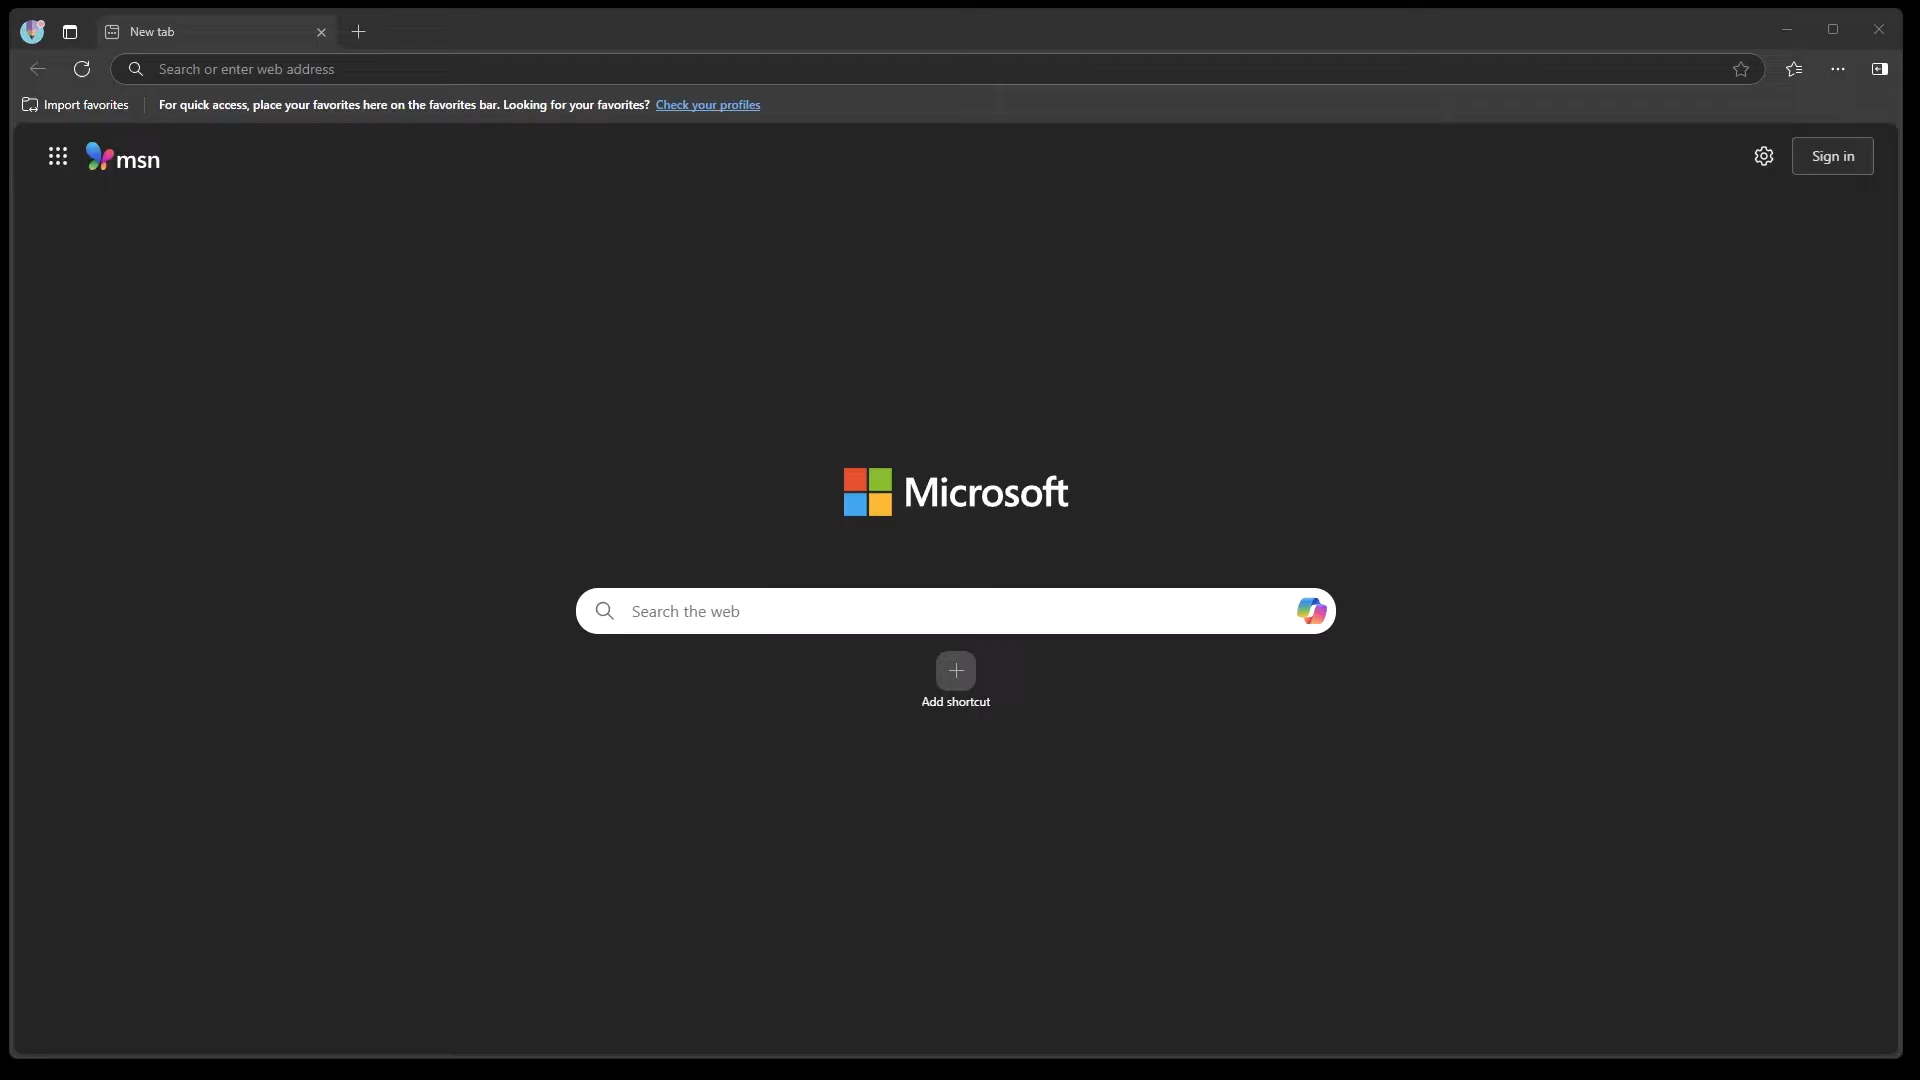 New tab
Search or enter web address
Import favorites
For quick access, place your favorites here on the favorites bar. Looking for your favorites? Check your profiles
msn
Sign in
Microsoft
Search the web
Add shortcut